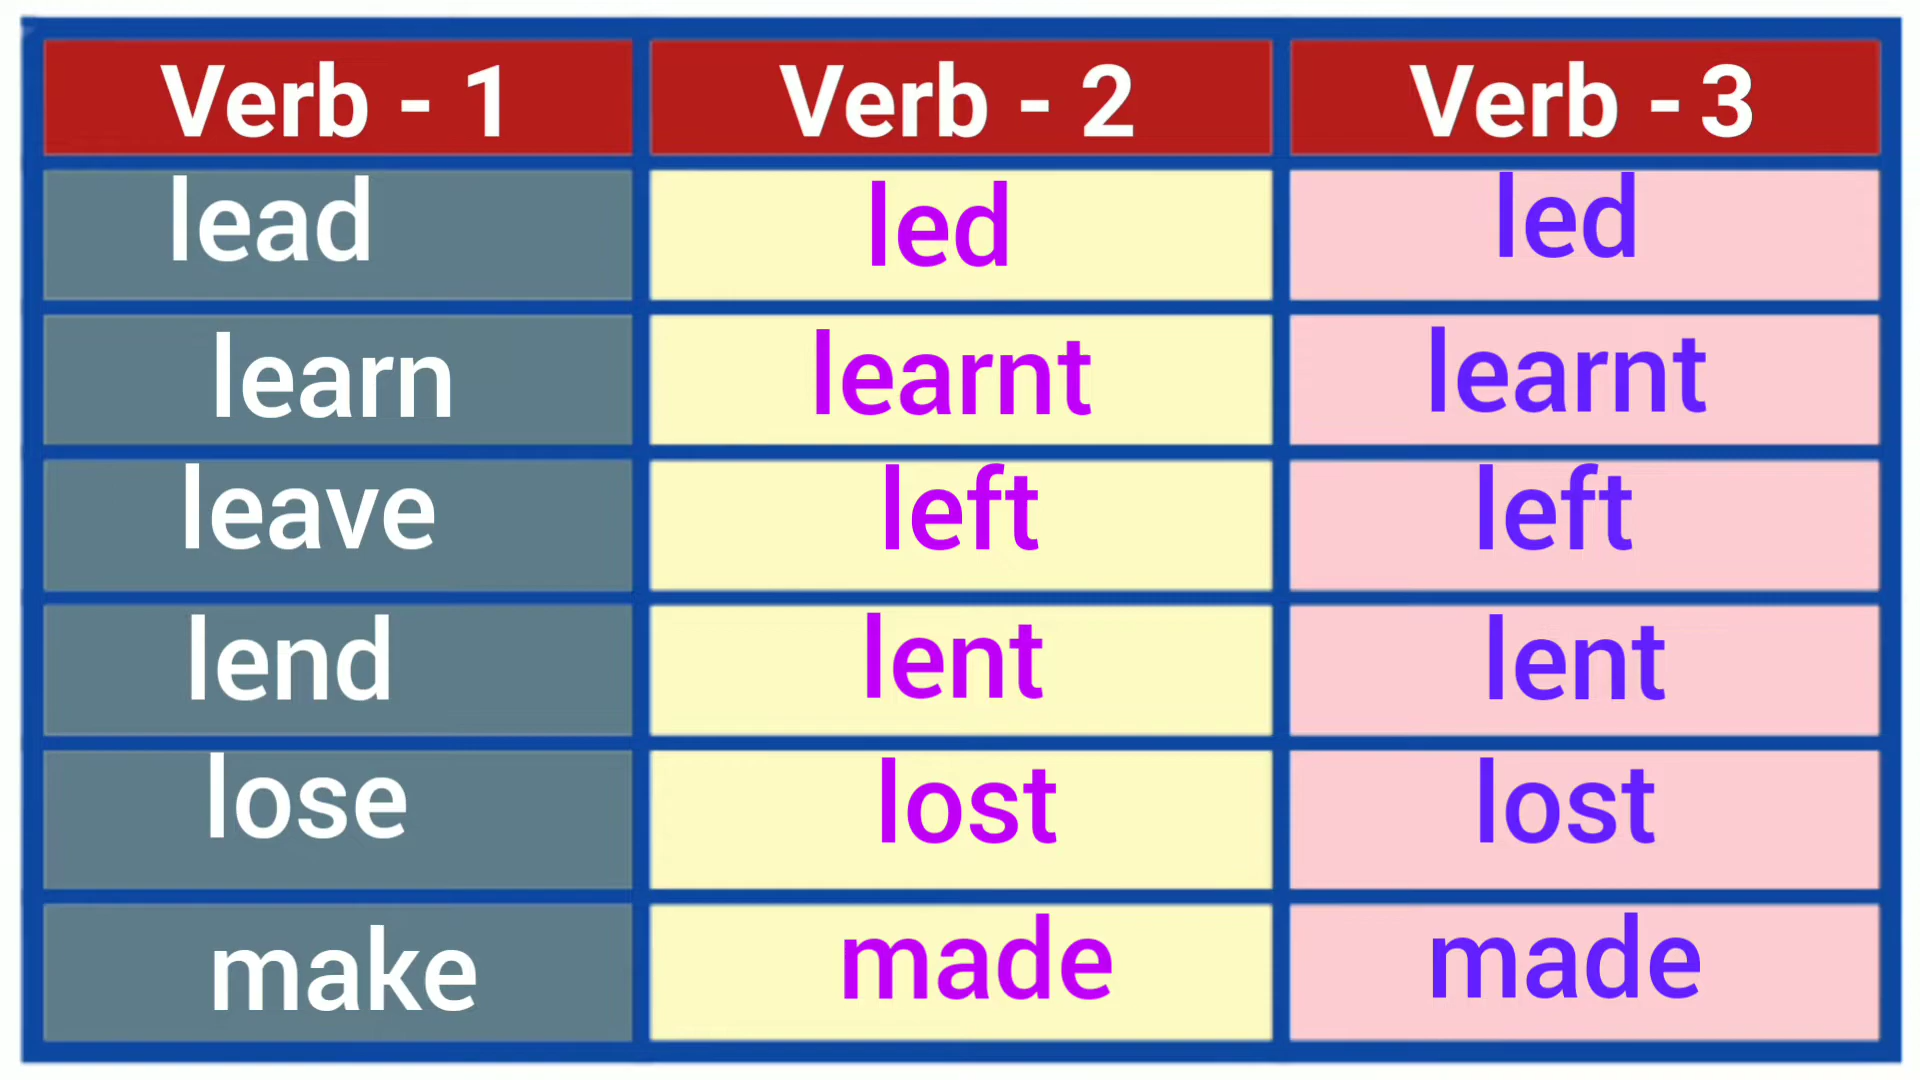 Verb - 1 Verb - 2 Verb - 3
lead led led
learn learnt learnt
leave left left
lend lent lent
lose lost lost
make made made